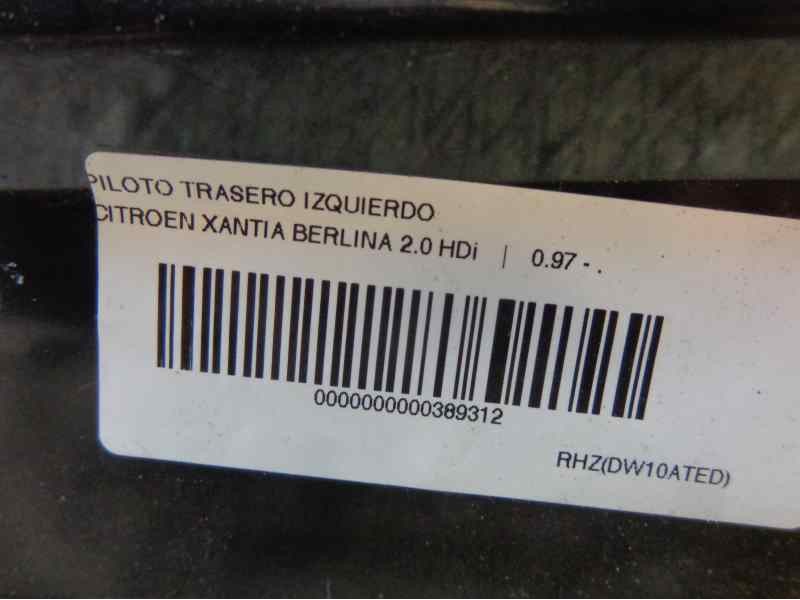 PILOTO TRASERO IZQUIERDO
CITROEN XANTIA BERLINA 2.0 HDi | 0.97 - .
0000000000389312
RHZ(DW10ATED)